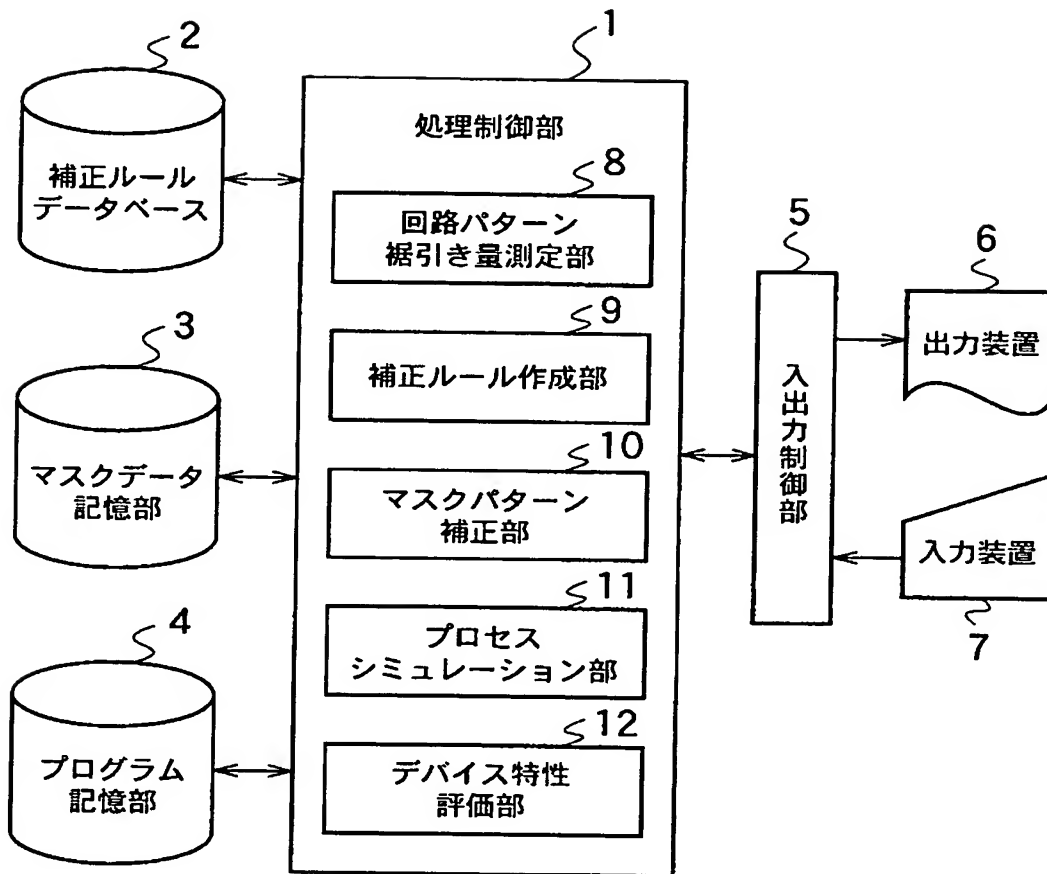 1
2
処理制御部
補正ルール
データベース
8
回路パターン
裾引き量測定部
5
6
出力装置
9
補正ルール作成部
3
マスクデータ
記憶部
入出力制御部
10
マスクパターン
補正部
入力装置
7
11
プロセス
シミュレーション部
4
プログラム
記憶部
12
デバイス特性
評価部